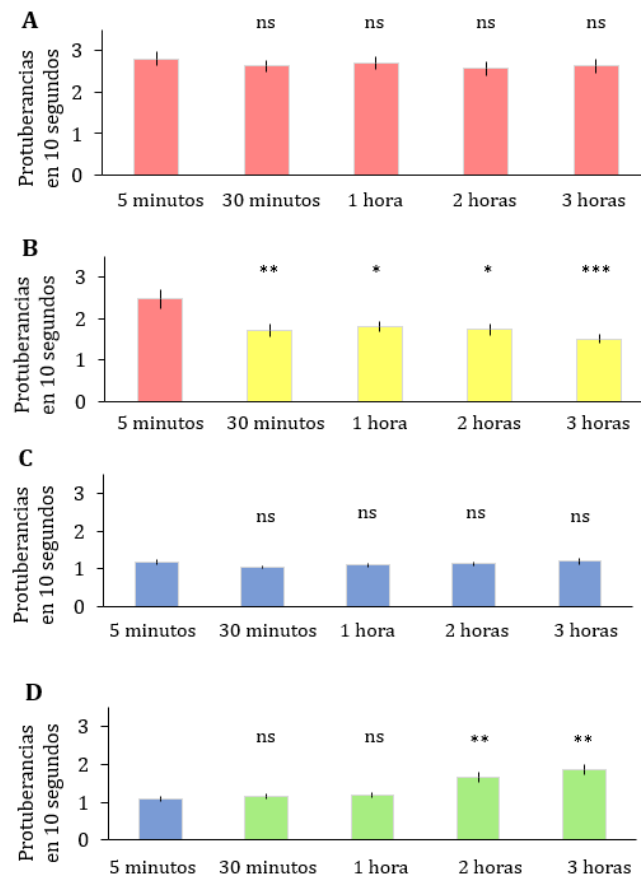 A
ns ns ns ns
Protuberancias
en 10 segundos
3
2
1
0
5 minutos 30 minutos 1 hora 2 horas 3 horas
B
** * * ***
Protuberancias
en 10 segundos
3
2
1
0
5 minutos 30 minutos 1 hora 2 horas 3 horas
C
ns ns ns ns
Protuberancias
en 10 segundos
3
2
1
0
5 minutos 30 minutos 1 hora 2 horas 3 horas
D
ns ns ** **
Protuberancias
en 10 segundos
3
2
1
0
5 minutos 30 minutos 1 hora 2 horas 3 horas